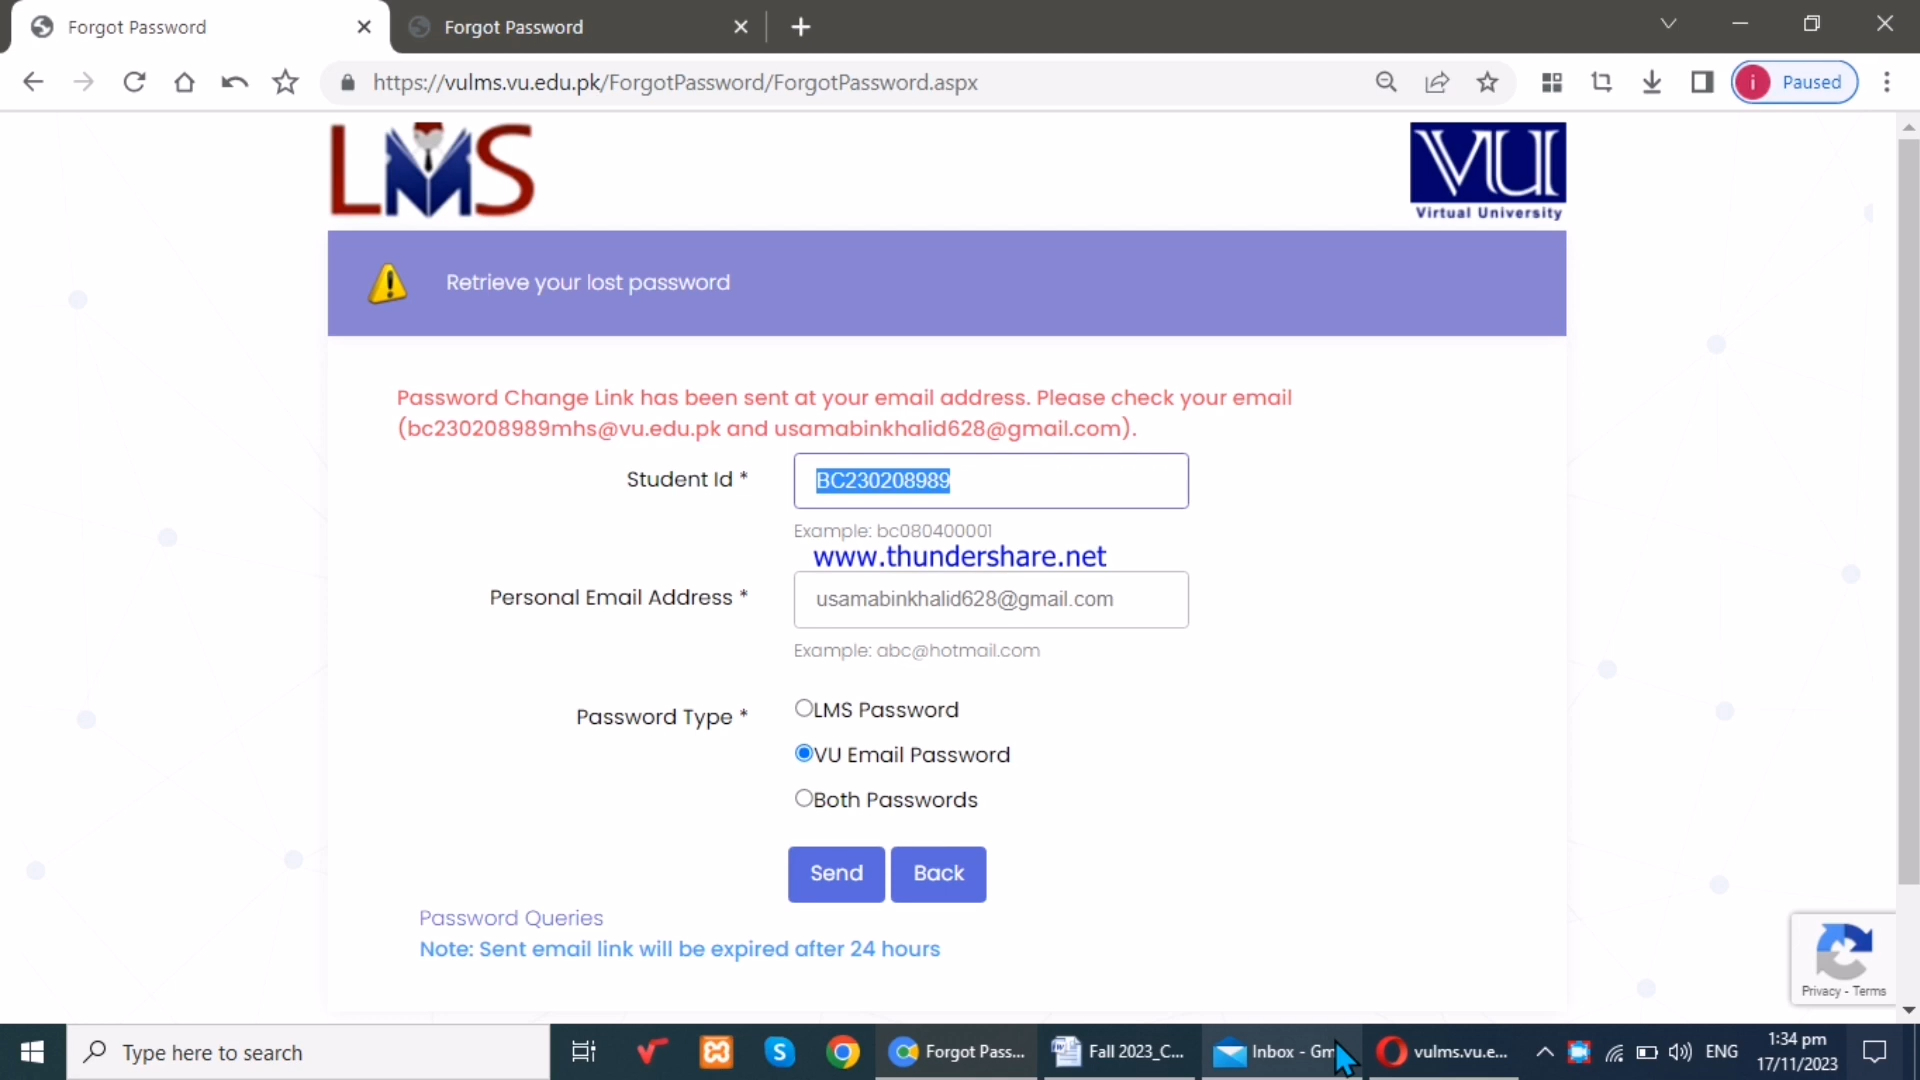 Forgot Password
Forgot Password
https://vulms.vu.edu.pk/ForgotPassword/ForgotPassword.aspx
i Paused
LMS
VU
Virtual University
Retrieve your lost password
Password Change Link has been sent at your email address. Please check your email
(bc230208989mhs@vu.edu.pk and usamabinkhalid628@gmail.com).
Student Id *
BC230208989
Example: bc080400001
www.thundershare.net
Personal Email Address *
usamabinkhalid628@gmail.com
Example: abc@hotmail.com
Password Type *
LMS Password
VU Email Password
Both Passwords
Send
Back
Password Queries
Note: Sent email link will be expired after 24 hours
Privacy - Terms
Type here to search
Forgot Pass...
Fall 2023_C...
Inbox - Gm
vulms.vu.e...
ENG
1:34 pm
17/11/2023